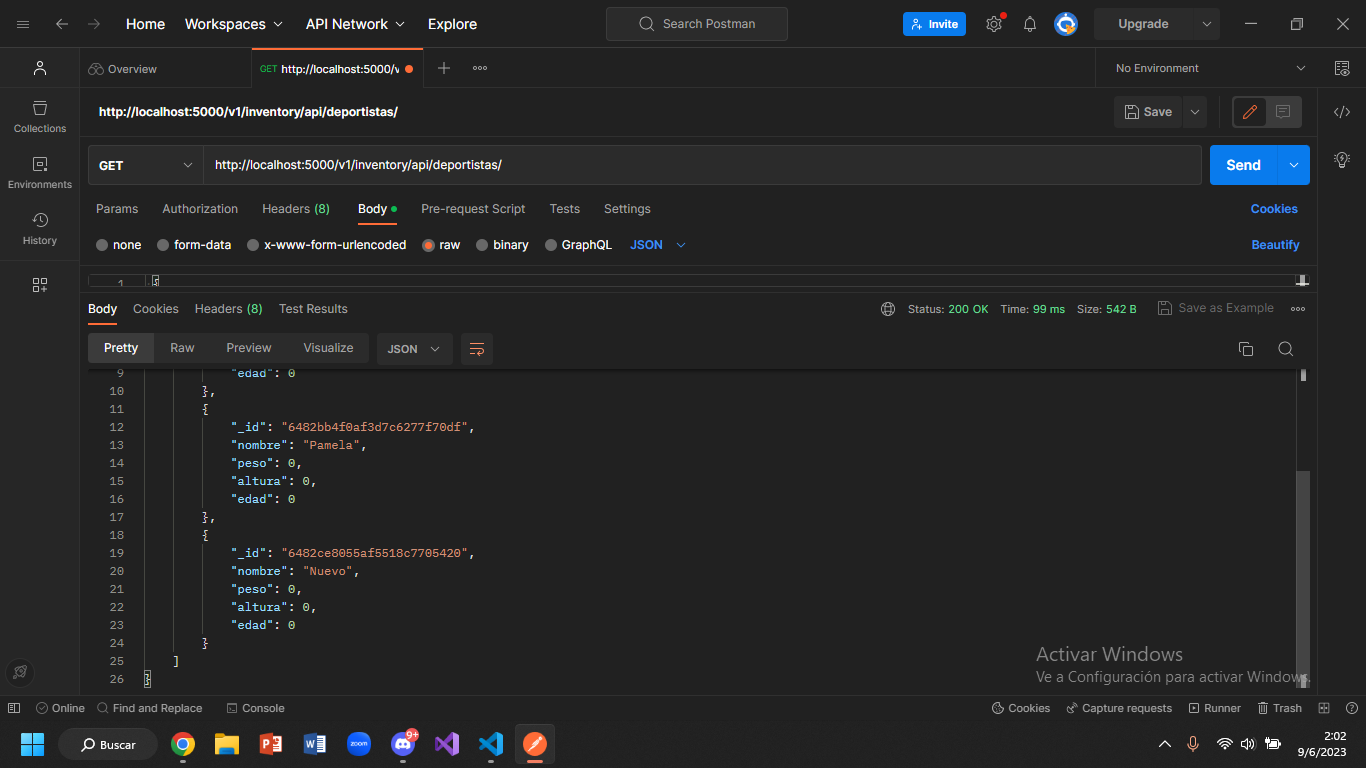 Home Workspaces API Network Explore Search Postman Invite Upgrade
Overview GET http://localhost:5000/v No Environment
http://localhost:5000/v1/inventory/api/deportistas/ Save
Collections
GET http://localhost:5000/v1/inventory/api/deportistas/ Send
Environments
Params Authorization Headers (8) Body Pre-request Script Tests Settings Cookies
History
none form-data x-www-form-urlencoded raw binary GraphQL JSON Beautify
1 {
Body Cookies Headers (8) Test Results Status: 200 OK Time: 99 ms Size: 542 B Save as Example
Pretty Raw Preview Visualize JSON
9 "edad": 0
10 },
11 {
12 "_id": "6482bb4f0af3d7c6277f70df",
13 "nombre": "Pamela",
14 "peso": 0,
15 "altura": 0,
16 "edad": 0
17 },
18 {
19 "_id": "6482ce8055af5518c7705420",
20 "nombre": "Nuevo",
21 "peso": 0,
22 "altura": 0,
23 "edad": 0
24 }
25 ]
26 }
Activar Windows
Ve a Configuración para activar Windows.
Online Find and Replace Console Cookies Capture requests Runner Trash
Buscar zoom 9+ 2:02
9/6/2023